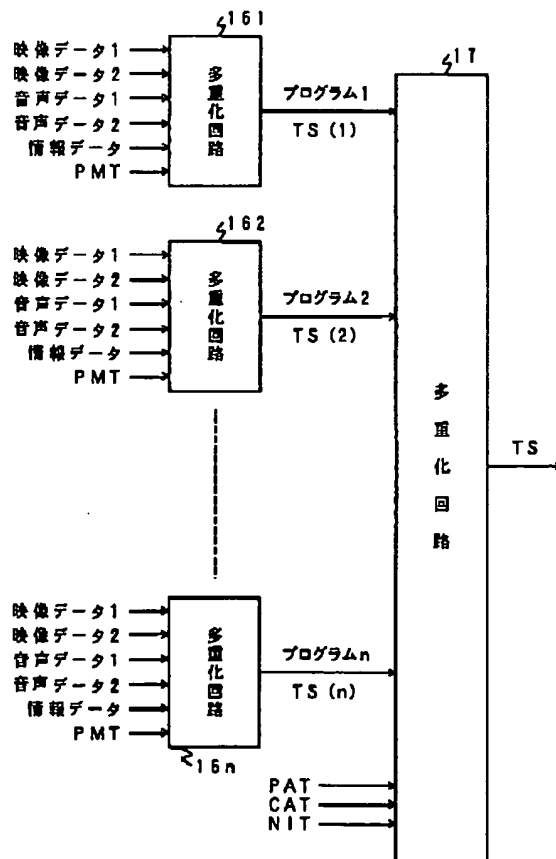 161
映像データ1
映像データ2
音声データ1
音声データ2
情報データ
PMT
多重化回路
プログラム1
TS(1)
17
162
映像データ1
映像データ2
音声データ1
音声データ2
情報データ
PMT
多重化回路
プログラム2
TS(2)
多重化回路
TS
映像データ1
映像データ2
音声データ1
音声データ2
情報データ
PMT
多重化回路
プログラムn
TS(n)
16n
PAT
CAT
NIT